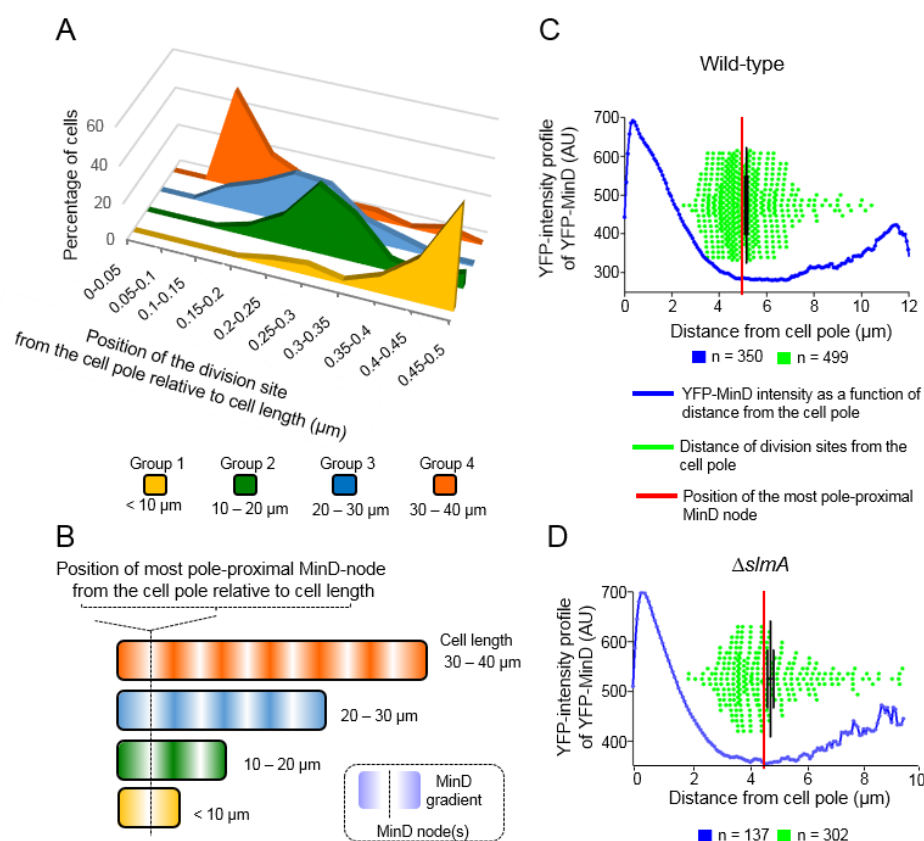 A
Percentage of cells
60
40
20
0
0-0.05
0.05-0.1
0.1-0.15
0.15-0.2
0.2-0.25
0.25-0.3
0.3-0.35
0.35-0.4
0.4-0.45
0.45-0.5
Position of the division site
from the cell pole relative to cell length (µm)
Group 1
< 10 µm
Group 2
10 – 20 µm
Group 3
20 – 30 µm
Group 4
30 – 40 µm
B
Position of most pole-proximal MinD-node
from the cell pole relative to cell length
Cell length
30 – 40 µm
20 – 30 µm
10 – 20 µm
< 10 µm
MinD
gradient
MinD node(s)
C
Wild-type
YFP-intensity profile
of YFP-MinD (AU)
700
600
500
400
300
0 2 4 6 8 10 12
Distance from cell pole (µm)
n = 350 n = 499
YFP-MinD intensity as a function of
distance from the cell pole
Distance of division sites from the
cell pole
Position of the most pole-proximal
MinD node
D
ΔslmA
YFP-intensity profile
of YFP-MinD (AU)
700
600
500
400
0 2 4 6 8
Distance from cell pole (µm)
n = 137 n = 302